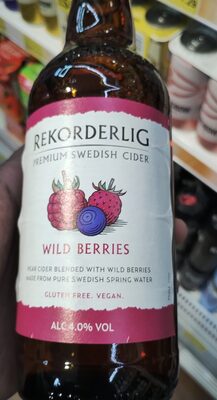 REKORDERLIG
PREMIUM SWEDISH CIDER
WILD BERRIES
PEAR CIDER BLENDED WITH WILD BERRIES
MADE FROM PURE SWEDISH SPRING WATER
GLUTEN FREE. VEGAN.
ALC 4.0% VOL